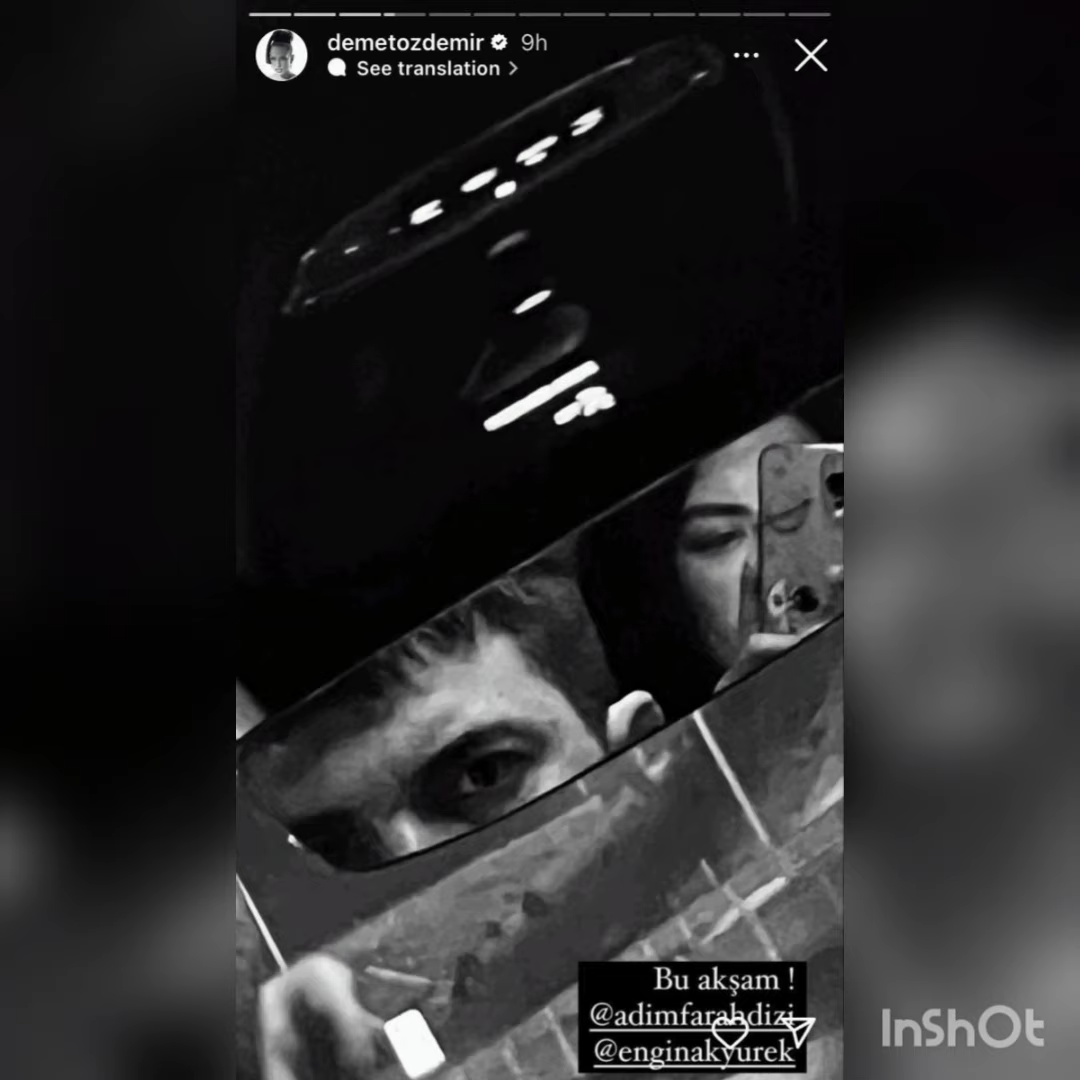 demetozdemir 9h
See translation >
Bu akşam !
@adimfarahdizi
@enginakyurek
InShOt